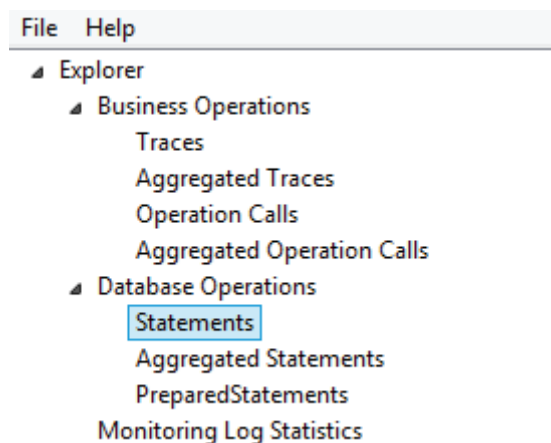 File Help
Explorer
Business Operations
Traces
Aggregated Traces
Operation Calls
Aggregated Operation Calls
Database Operations
Statements
Aggregated Statements
PreparedStatements
Monitoring Log Statistics